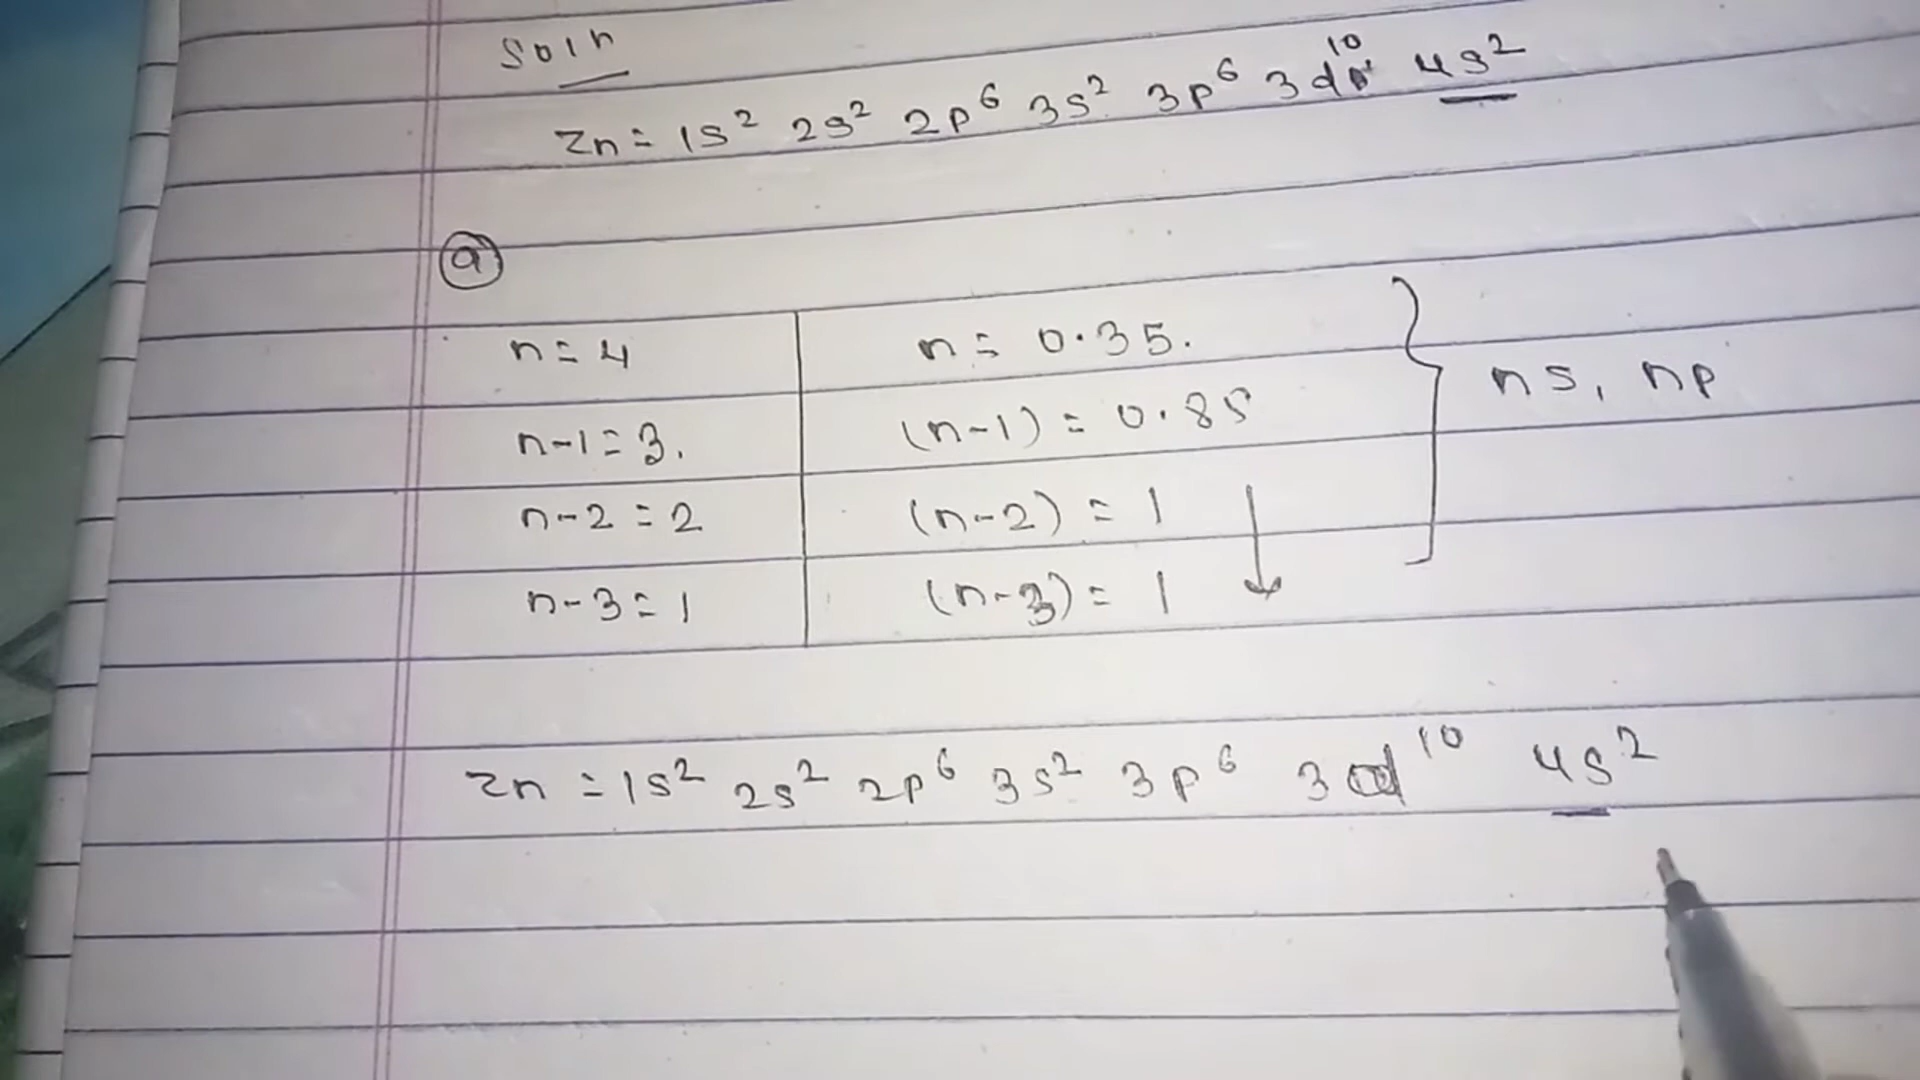 Soln
Zn = 1s² 2s² 2p⁶ 3s² 3p⁶ 3d¹⁰ 4s²
a
n = 4 n = 0.35.
n-1 = 3. (n-1) = 0.85
ns, np
n-2 = 2 (n-2) = 1
n-3 = 1 (n-3) = 1
Zn = 1s² 2s² 2p⁶ 3s² 3p⁶ 3d¹⁰ 4s²